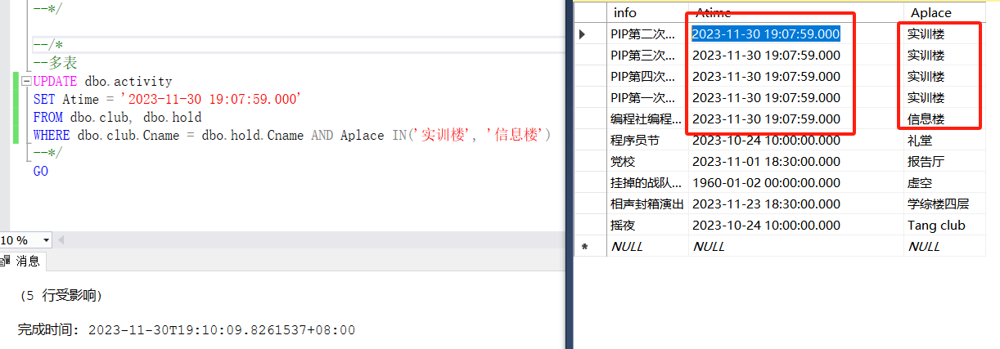 --*/
--/*
--多表
UPDATE dbo.activity
SET Atime = '2023-11-30 19:07:59.000'
FROM dbo.club, dbo.hold
WHERE dbo.club.Cname = dbo.hold.Cname AND Aplace IN('实训楼', '信息楼')
--*/
GO
10 %
消息
(5 行受影响)
完成时间: 2023-11-30T19:10:09.8261537+08:00
info Atime Aplace
PIP第二次... 2023-11-30 19:07:59.000 实训楼
PIP第三次... 2023-11-30 19:07:59.000 实训楼
PIP第四次... 2023-11-30 19:07:59.000 实训楼
PIP第一次... 2023-11-30 19:07:59.000 实训楼
编程社编程... 2023-11-30 19:07:59.000 信息楼
程序员节 2023-10-24 10:00:00.000 礼堂
党校 2023-11-01 18:30:00.000 报告厅
挂掉的战队... 1960-01-02 00:00:00.000 虚空
相声封箱演出 2023-11-23 18:30:00.000 学综楼四层
摇夜 2023-10-24 10:00:00.000 Tang club
* NULL NULL NULL